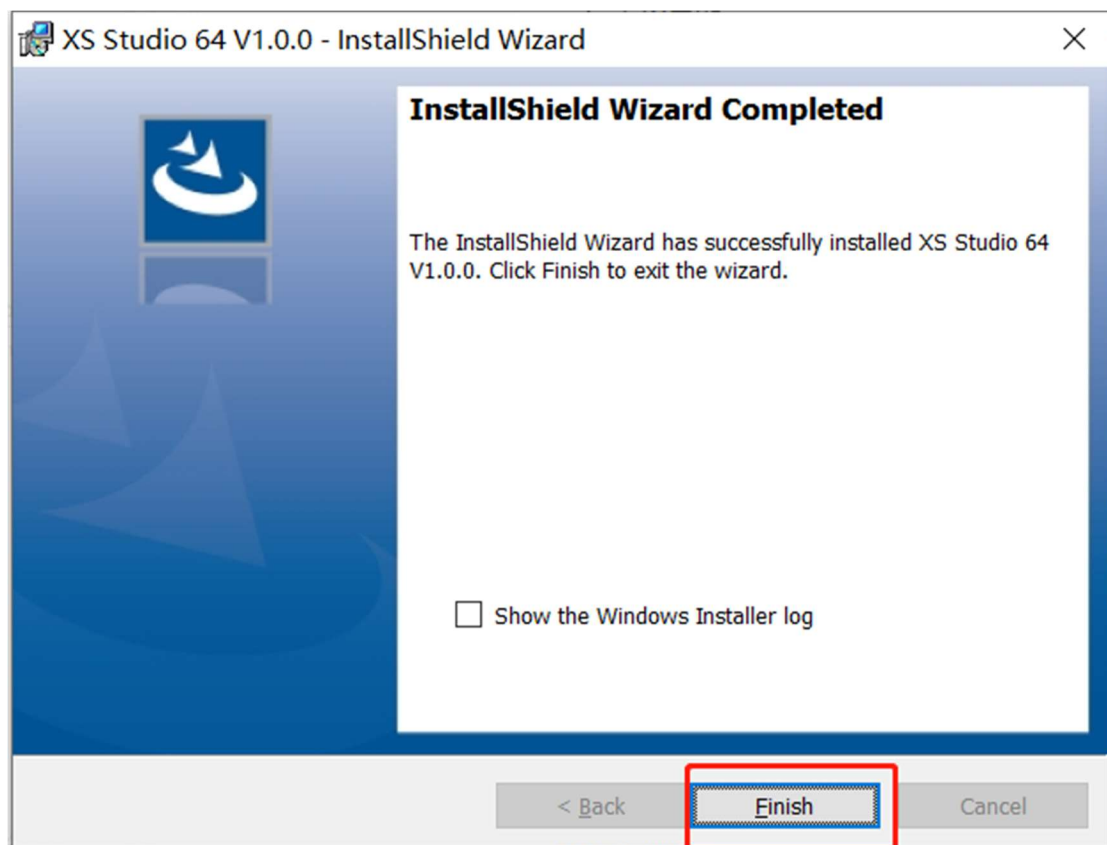 XS Studio 64 V1.0.0 - InstallShield Wizard
InstallShield Wizard Completed
The InstallShield Wizard has successfully installed XS Studio 64
V1.0.0. Click Finish to exit the wizard.
Show the Windows Installer log
< Back
Finish
Cancel